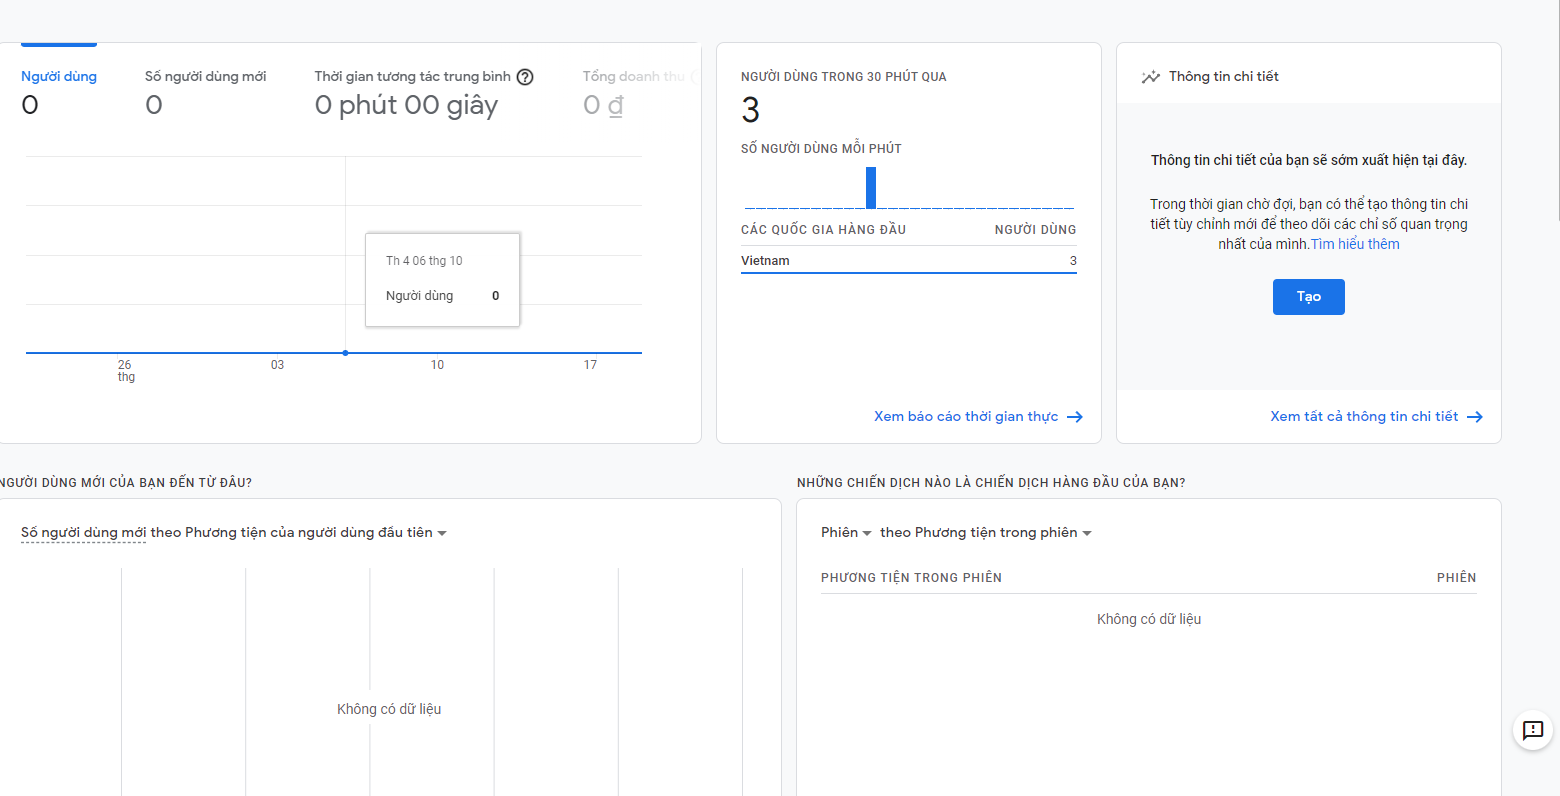 Người dùng
0
Số người dùng mới
0
Thời gian tương tác trung bình ?
0 phút 00 giây
Tổng doanh thu
0 ₫
Th 4 06 thg 10
Người dùng 0
26 03 10 17
thg
NGƯỜI DÙNG TRONG 30 PHÚT QUA
3
SỐ NGƯỜI DÙNG MỖI PHÚT
CÁC QUỐC GIA HÀNG ĐẦU NGƯỜI DÙNG
Vietnam 3
Xem báo cáo thời gian thực
Thông tin chi tiết
Thông tin chi tiết của bạn sẽ sớm xuất hiện tại đây.
Trong thời gian chờ đợi, bạn có thể tạo thông tin chi
tiết tùy chỉnh mới để theo dõi các chỉ số quan trọng
nhất của mình.Tìm hiểu thêm
Tạo
Xem tất cả thông tin chi tiết
NGƯỜI DÙNG MỚI CỦA BẠN ĐẾN TỪ ĐÂU?
Số người dùng mới theo Phương tiện của người dùng đầu tiên
Không có dữ liệu
NHỮNG CHIẾN DỊCH NÀO LÀ CHIẾN DỊCH HÀNG ĐẦU CỦA BẠN?
Phiên theo Phương tiện trong phiên
PHƯƠNG TIỆN TRONG PHIÊN PHIÊN
Không có dữ liệu